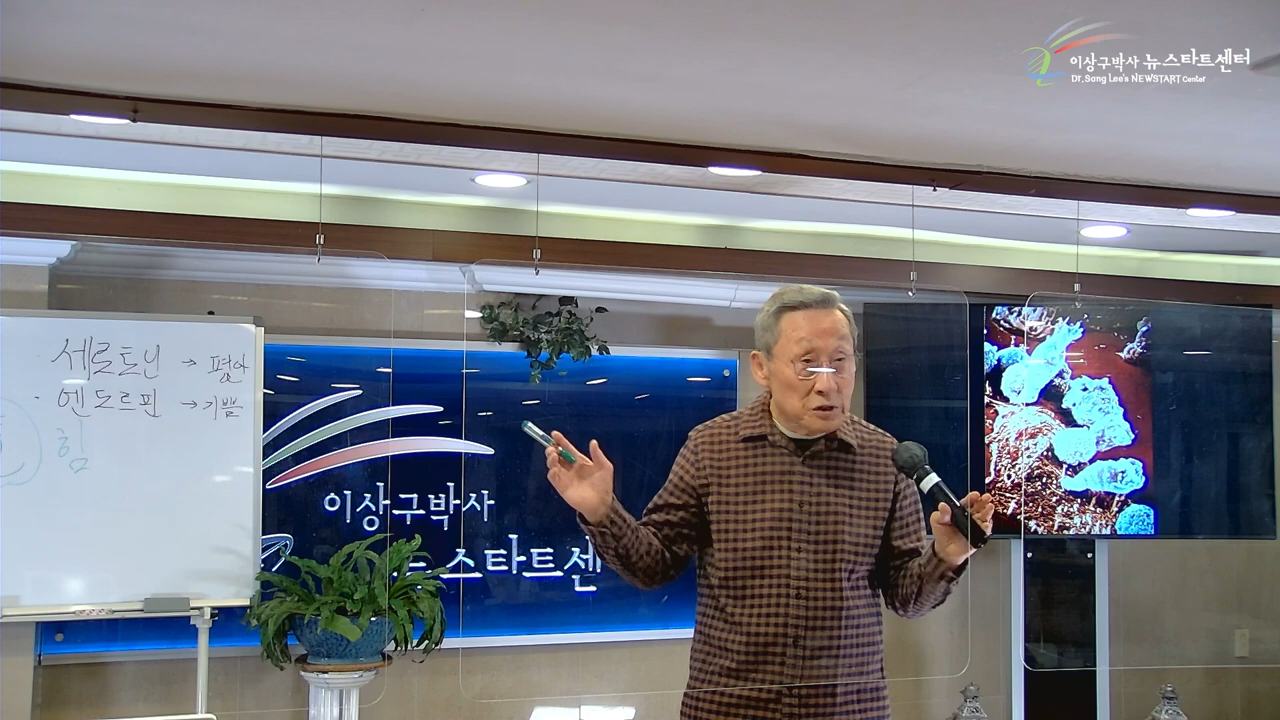 이상구박사 뉴스타트센터
Dr. Sang Lee's NEWSTART Center
세로토닌 → 평안
· 엔도르핀 → 기쁨
힘
이상구박사
뉴스타트센